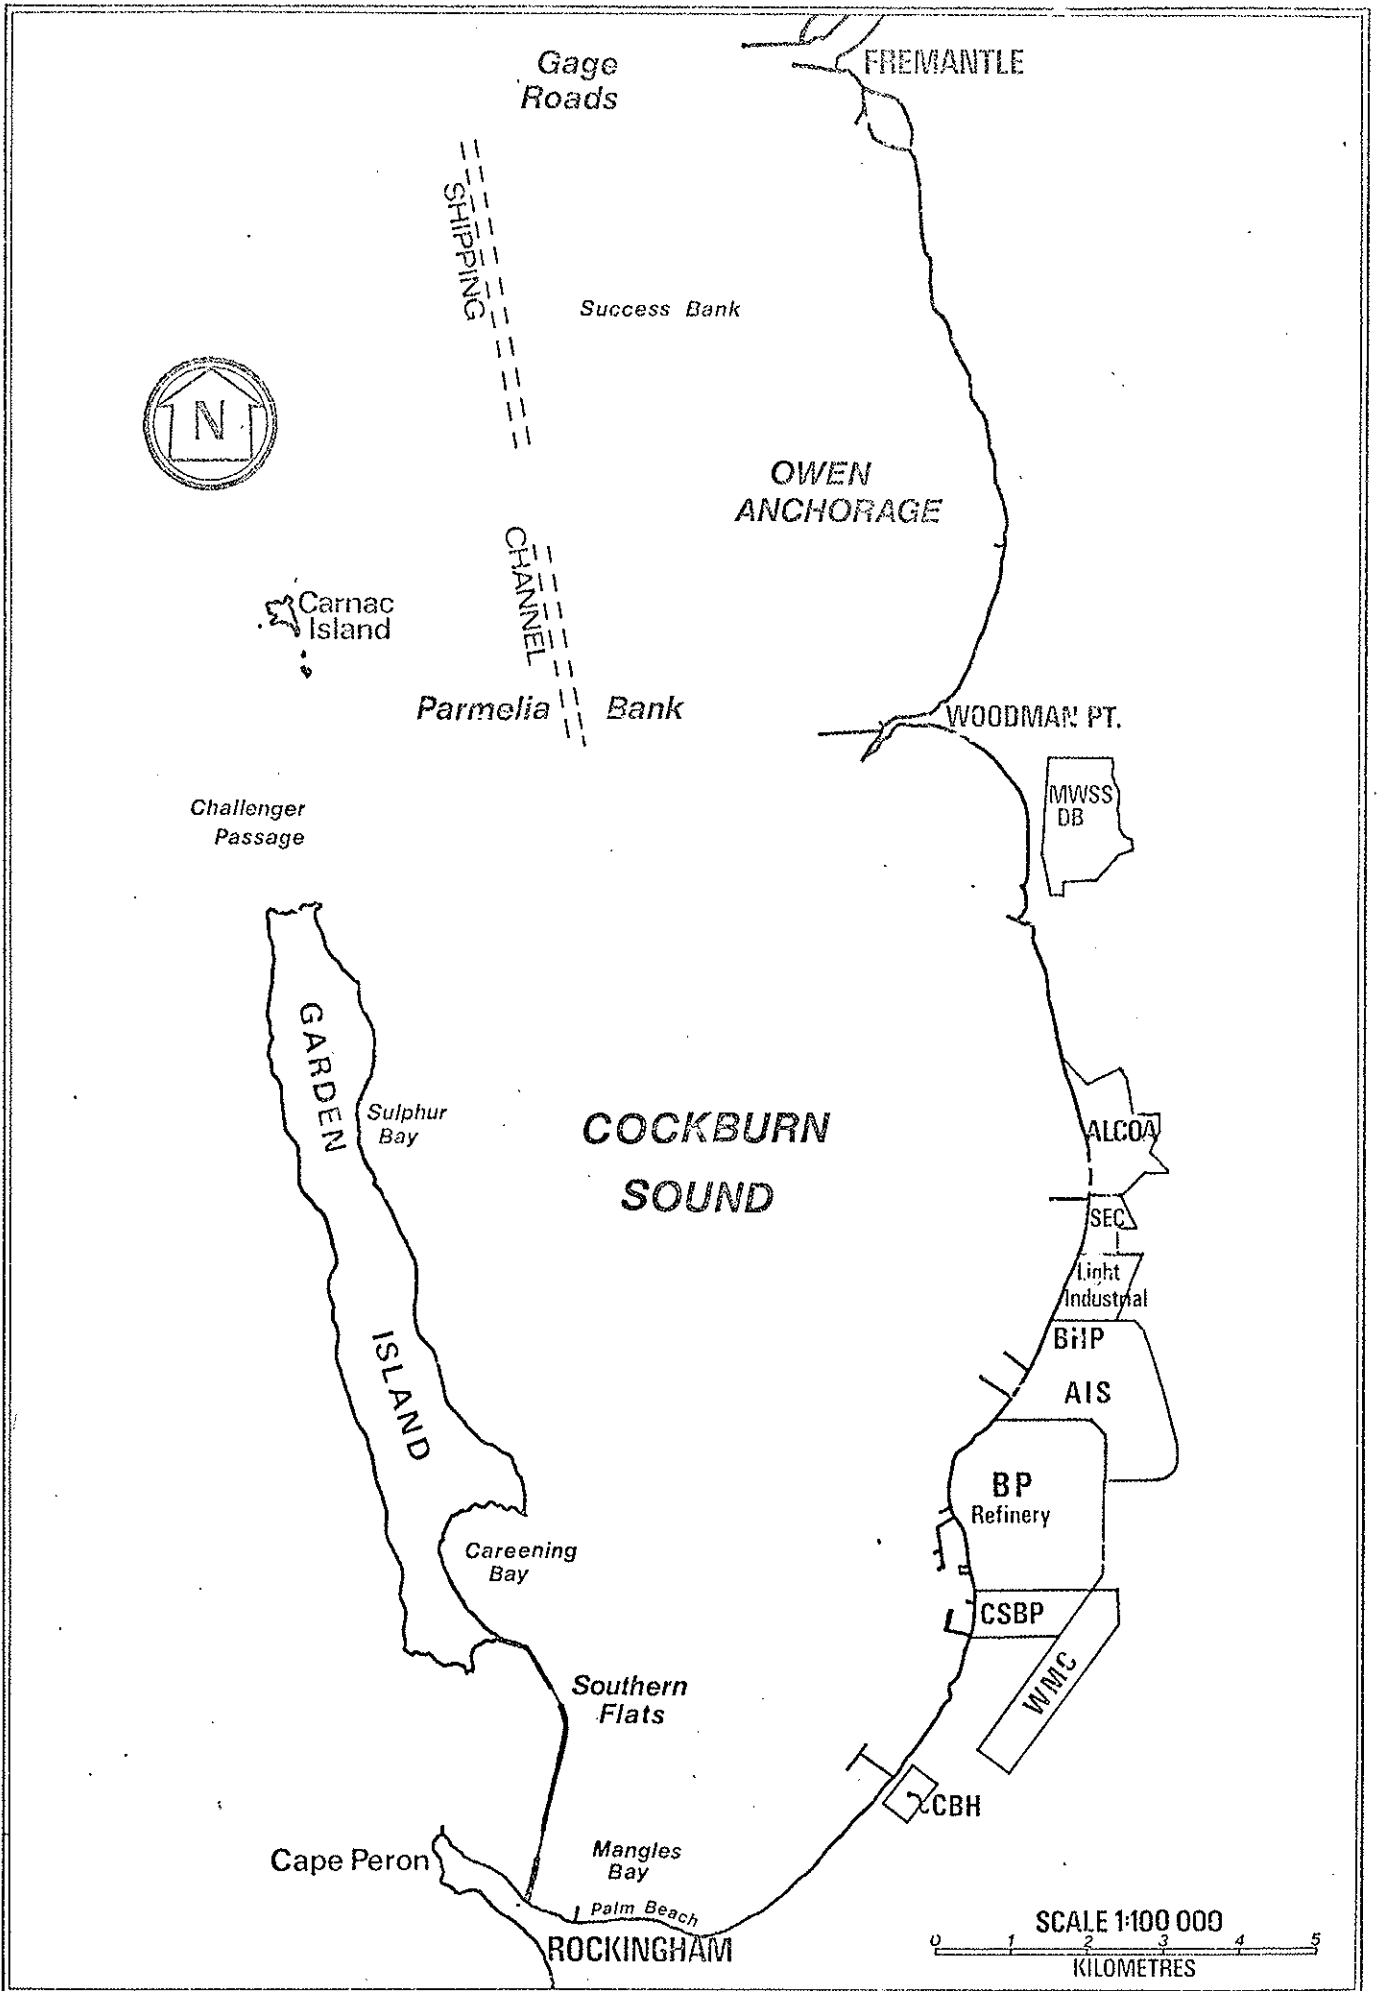 Gage
Roads
FREMANTLE
SHIPPING
Success Bank
N
OWEN
ANCHORAGE
CHANNEL
Carnac
Island
Parmelia Bank
WOODMAN PT.
MWSS
DB
Challenger
Passage
GARDEN
Sulphur
Bay
COCKBURN
SOUND
ALCOA
SEC
Light
Industrial
BHP
ISLAND
AIS
BP
Refinery
Careening
Bay
CSBP
WMC
Southern
Flats
CBH
Cape Peron
Mangles
Bay
Palm Beach
ROCKINGHAM
SCALE 1:100 000
0 1 2 3 4 5
KILOMETRES